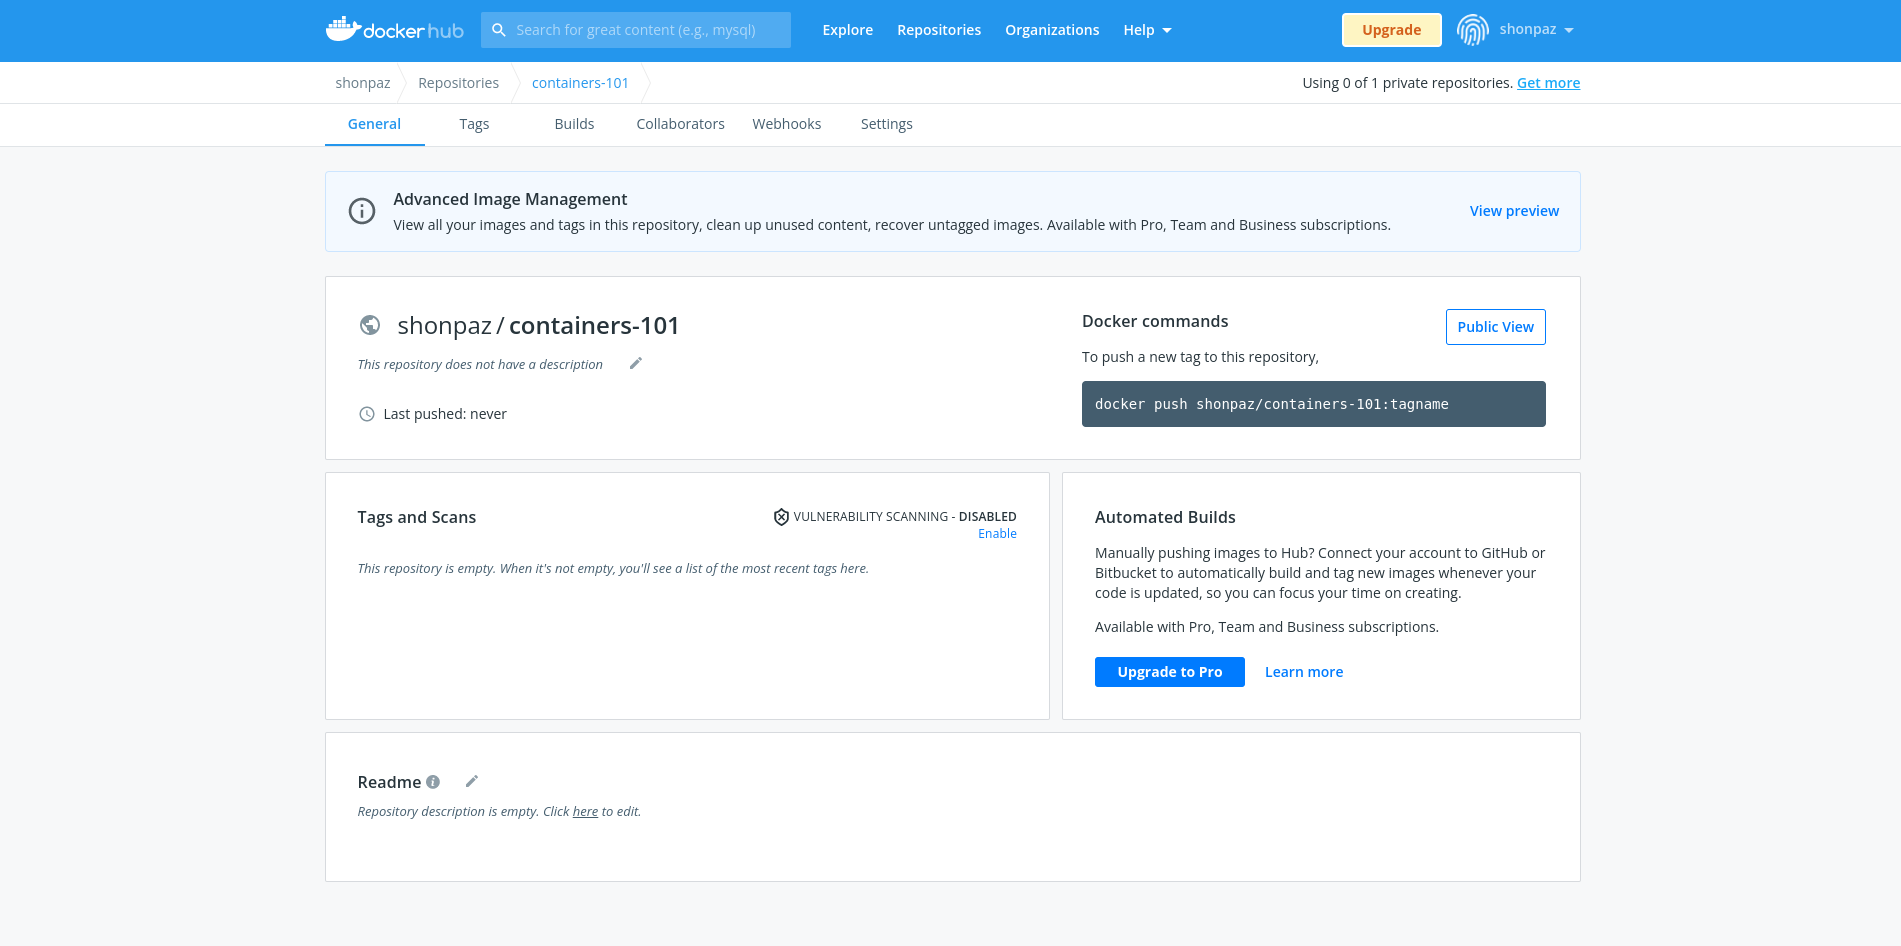 docker hub
Search for great content (e.g., mysql)
Explore
Repositories
Organizations
Help
Upgrade
shonpaz
shonpaz
Repositories
containers-101
Using 0 of 1 private repositories. Get more
General
Tags
Builds
Collaborators
Webhooks
Settings
Advanced Image Management
View all your images and tags in this repository, clean up unused content, recover untagged images. Available with Pro, Team and Business subscriptions.
View preview
shonpaz / containers-101
This repository does not have a description
Last pushed: never
Docker commands
Public View
To push a new tag to this repository,
docker push shonpaz/containers-101:tagname
Tags and Scans
VULNERABILITY SCANNING - DISABLED
Enable
This repository is empty. When it's not empty, you'll see a list of the most recent tags here.
Automated Builds
Manually pushing images to Hub? Connect your account to GitHub or
Bitbucket to automatically build and tag new images whenever your
code is updated, so you can focus your time on creating.
Available with Pro, Team and Business subscriptions.
Upgrade to Pro
Learn more
Readme
Repository description is empty. Click here to edit.